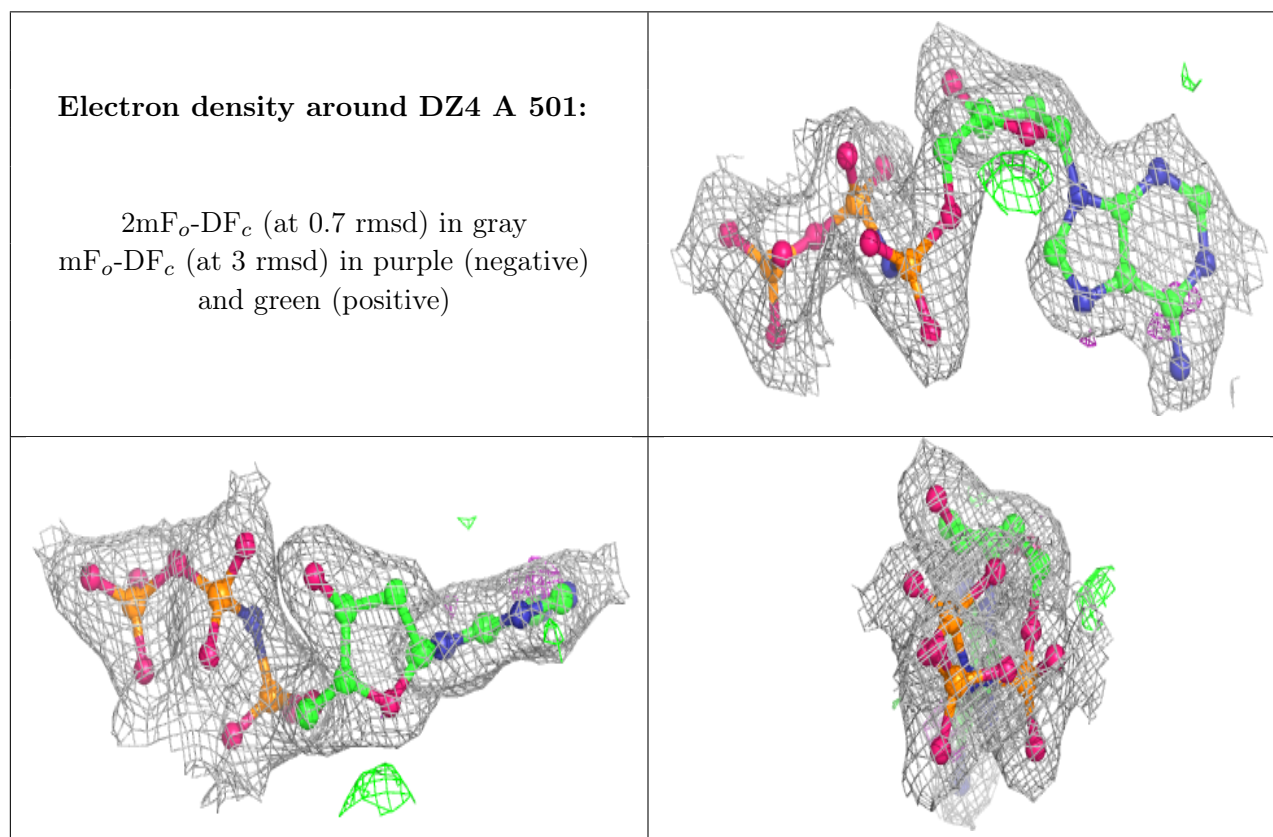 Electron density around DZ4 A 501:
2mFo-DFc (at 0.7 rmsd) in gray
mFo-DFc (at 3 rmsd) in purple (negative)
and green (positive)